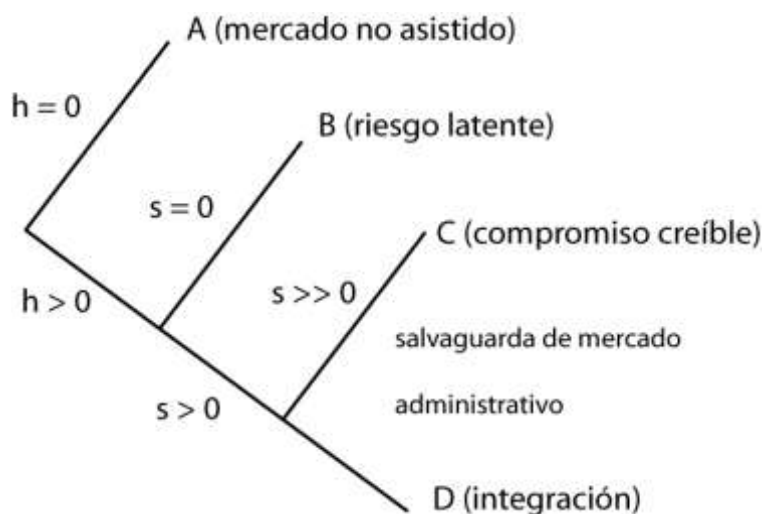 A (mercado no asistido)
h = 0
B (riesgo latente)
s = 0
C (compromiso creíble)
h > 0
s >> 0
salvaguarda de mercado
s > 0
administrativo
D (integración)